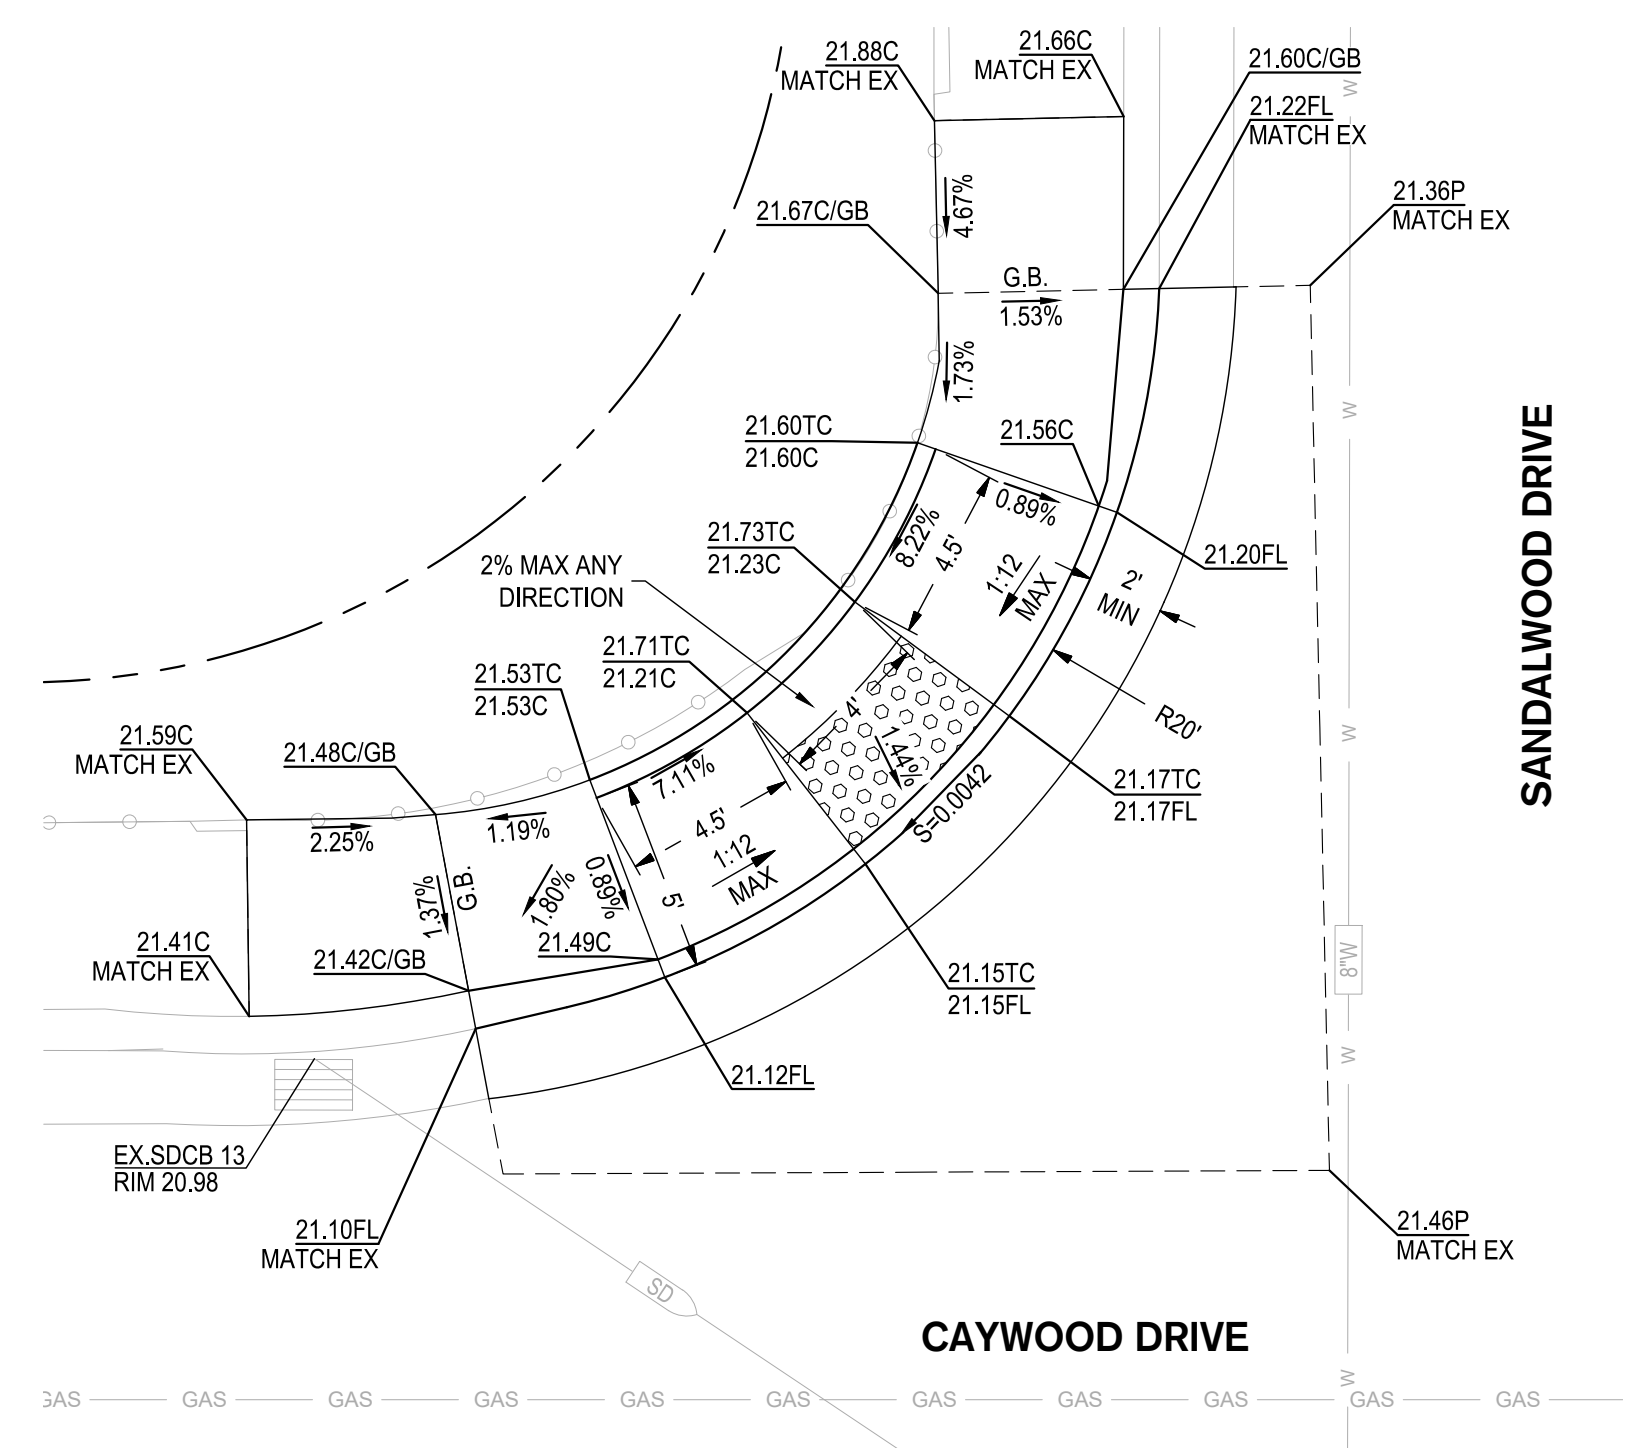 21.88C
MATCH EX
21.66C
MATCH EX
21.60C/GB
21.22FL
MATCH EX
21.36P
MATCH EX
W
21.67C/GB
4.67%
G.B.
1.53%
1.73%
W
21.60TC
21.60C
21.56C
0.89%
8.22%
4.5'
1:12
MAX
21.20FL
2'
MIN
SANDALWOOD DRIVE
21.73TC
21.23C
2% MAX ANY
DIRECTION
21.71TC
21.21C
21.53TC
21.53C
4'
1.44%
R20'
W
21.59C
MATCH EX
21.48C/GB
7.11%
21.17TC
21.17FL
S=0.0042
2.25%
1.19%
4.5'
1:12
MAX
1.37%
G.B.
1.80%
0.89%
5'
21.41C
MATCH EX
21.42C/GB
21.49C
21.15TC
21.15FL
8"W
W
21.12FL
EX.SDCB 13
RIM 20.98
21.10FL
MATCH EX
21.46P
MATCH EX
SD
CAYWOOD DRIVE
W
GAS GAS GAS GAS GAS GAS GAS GAS GAS GAS GAS